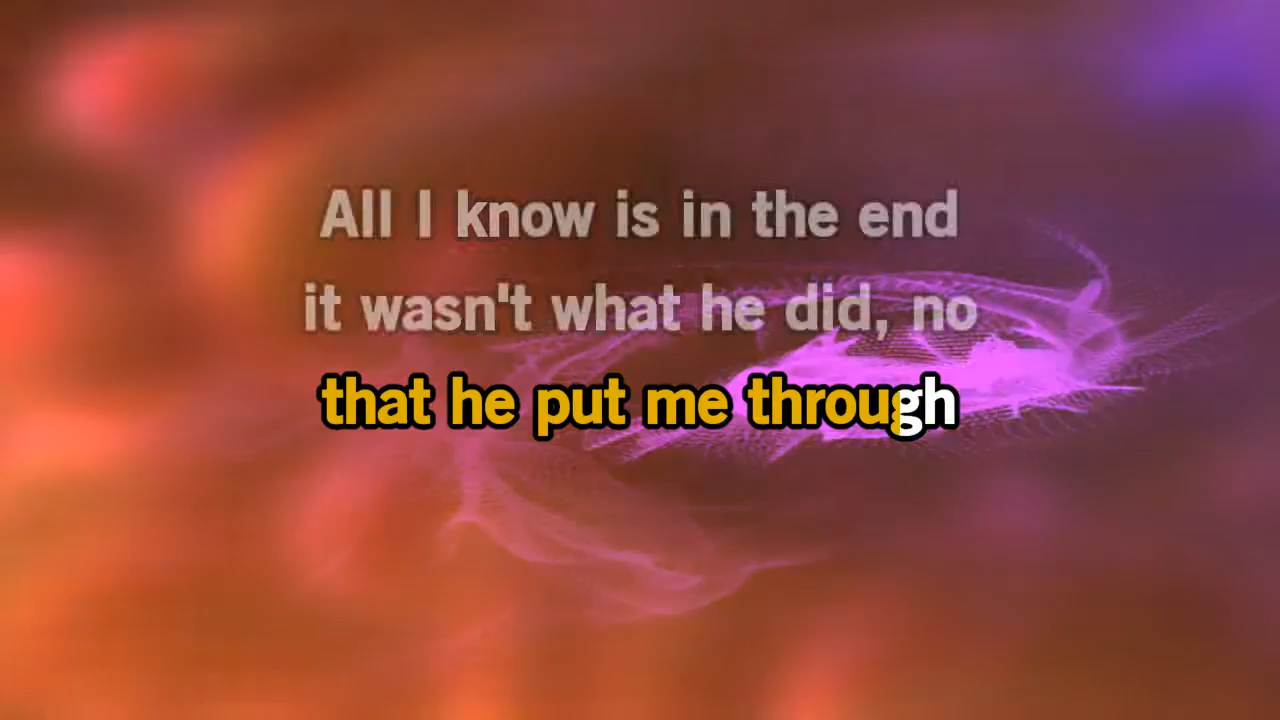 All I know is in the end
it wasn't what he did, no
that he put me through